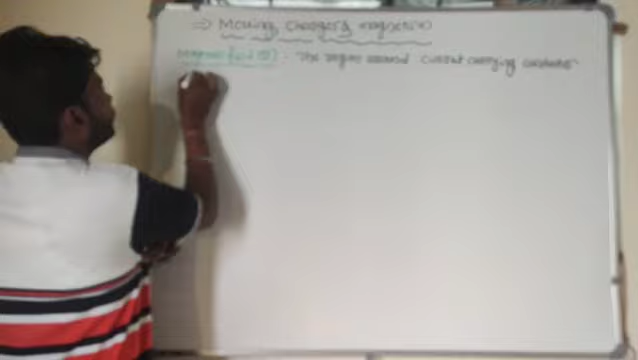 ⇒ Moving Charges & magnetism
Magnetic field (B) - The region around current carrying conductor